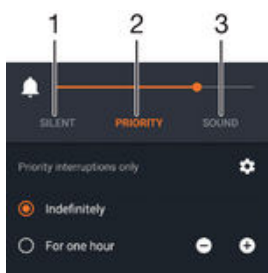 1 2 3
SILENT PRIORITY SOUND
Priority interruptions only
Indefinitely
For one hour